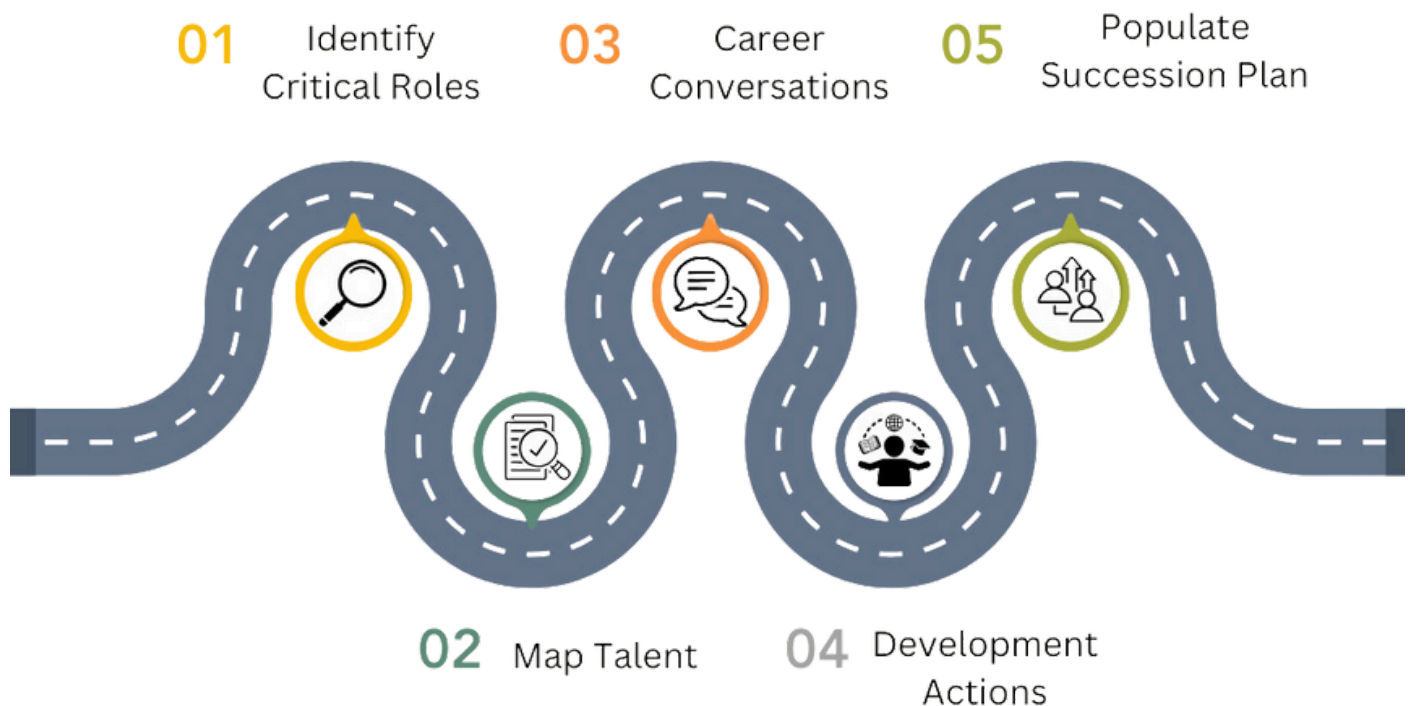 01
Identify
Critical Roles
03
Career
Conversations
05
Populate
Succession Plan
02
Map Talent
04
Development
Actions